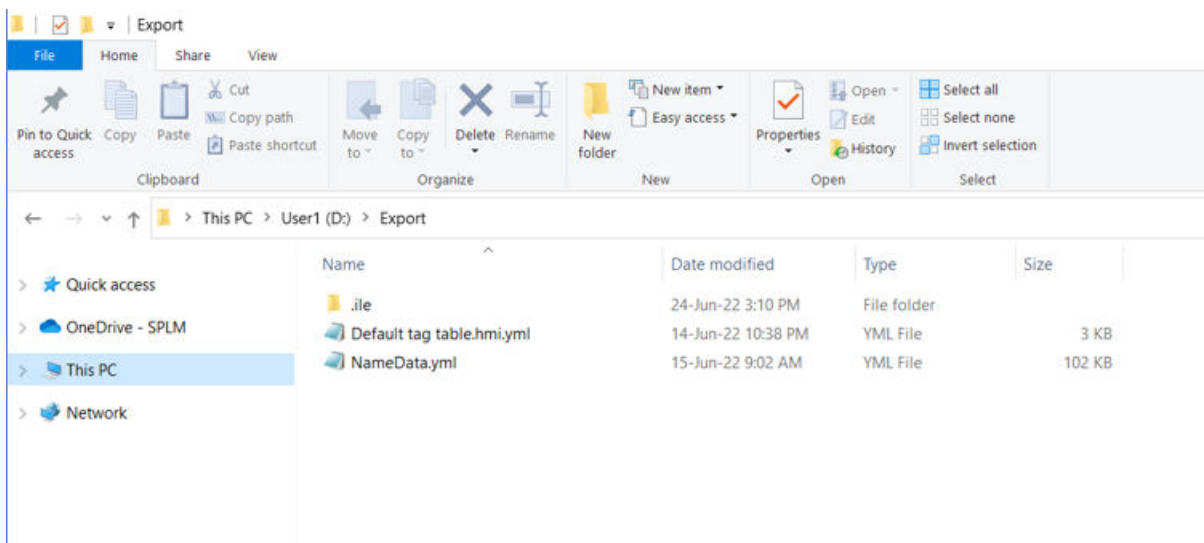 Export
File Home Share View
Pin to Quick access
Copy
Paste
Cut
Copy path
Paste shortcut
Move to
Copy to
Delete
Rename
New folder
New item
Easy access
Properties
Open
Edit
History
Select all
Select none
Invert selection
Clipboard Organize New Open Select
This PC > User1 (D:) > Export
Name Date modified Type Size
Quick access
OneDrive - SPLM
This PC
Network
.ile 24-Jun-22 3:10 PM File folder
Default tag table.hmi.yml 14-Jun-22 10:38 PM YML File 3 KB
NameData.yml 15-Jun-22 9:02 AM YML File 102 KB